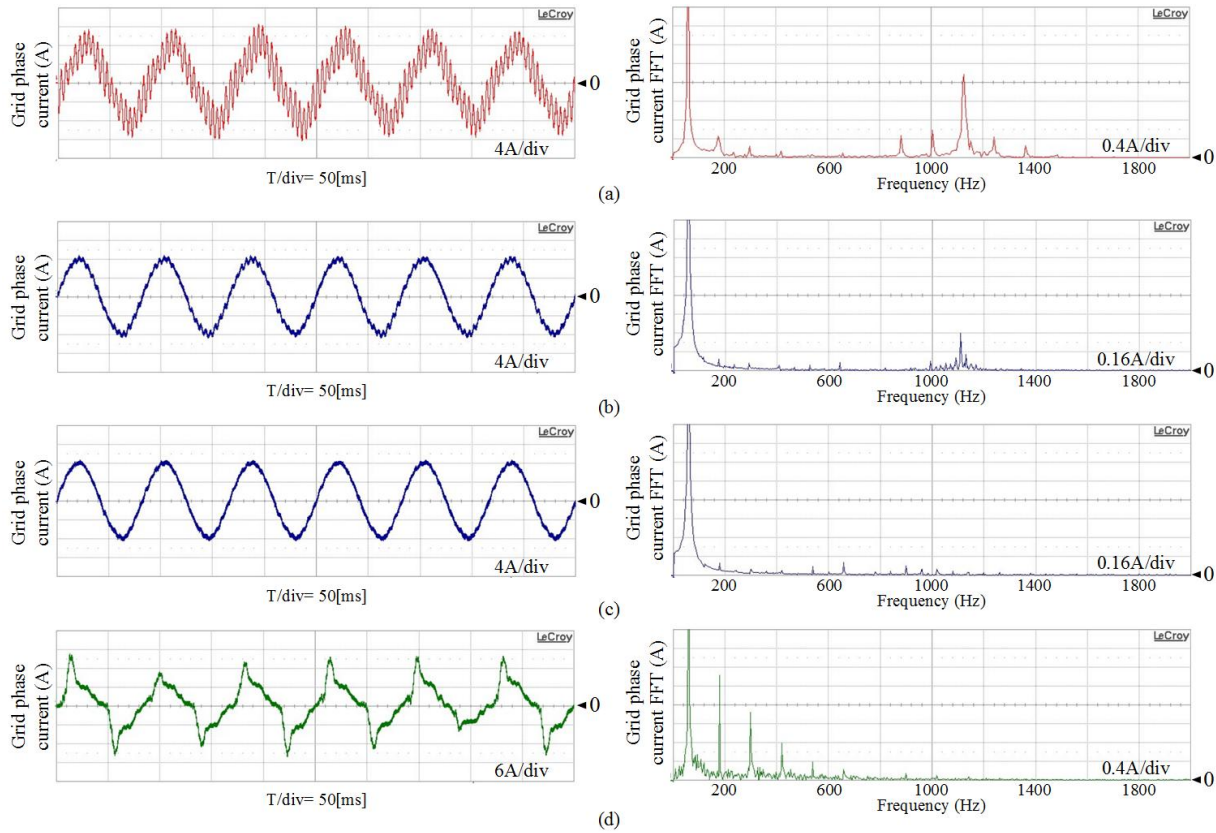 LeCroy
Grid phase
current (A)
0
4A/div
T/div= 50[ms]
LeCroy
Grid phase
current FFT (A)
0.4A/div
0
200 600 1000 1400 1800
Frequency (Hz)
(a)
LeCroy
Grid phase
current (A)
0
4A/div
T/div= 50[ms]
LeCroy
Grid phase
current FFT (A)
0.16A/div
0
200 600 1000 1400 1800
Frequency (Hz)
(b)
LeCroy
Grid phase
current (A)
0
4A/div
T/div= 50[ms]
LeCroy
Grid phase
current FFT (A)
0.16A/div
0
200 600 1000 1400 1800
Frequency (Hz)
(c)
LeCroy
Grid phase
current (A)
0
6A/div
T/div= 50[ms]
LeCroy
Grid phase
current FFT (A)
0.4A/div
0
200 600 1000 1400 1800
Frequency (Hz)
(d)